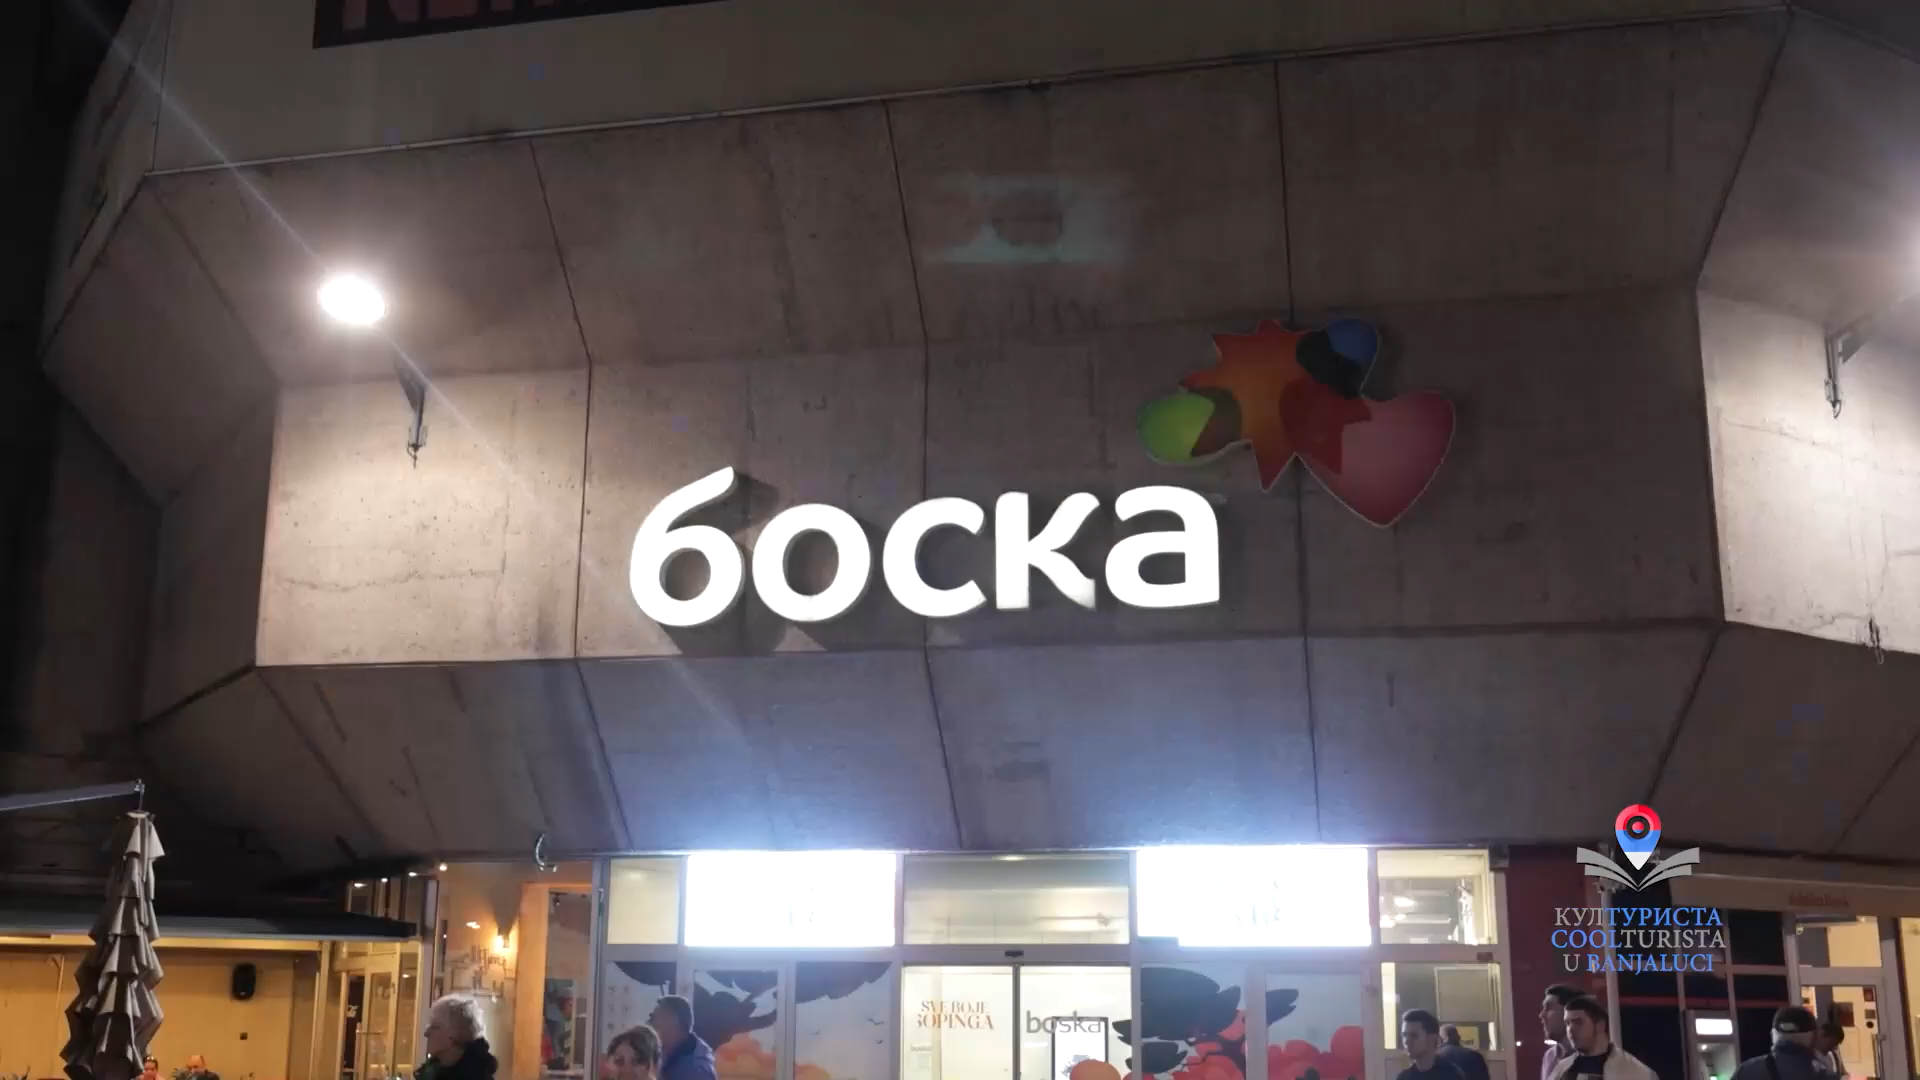 боска
SVE BOJE
ŠOPINGA
boska
КУЛТУРИСТА
COOLTURISTA
U BANJALUCI